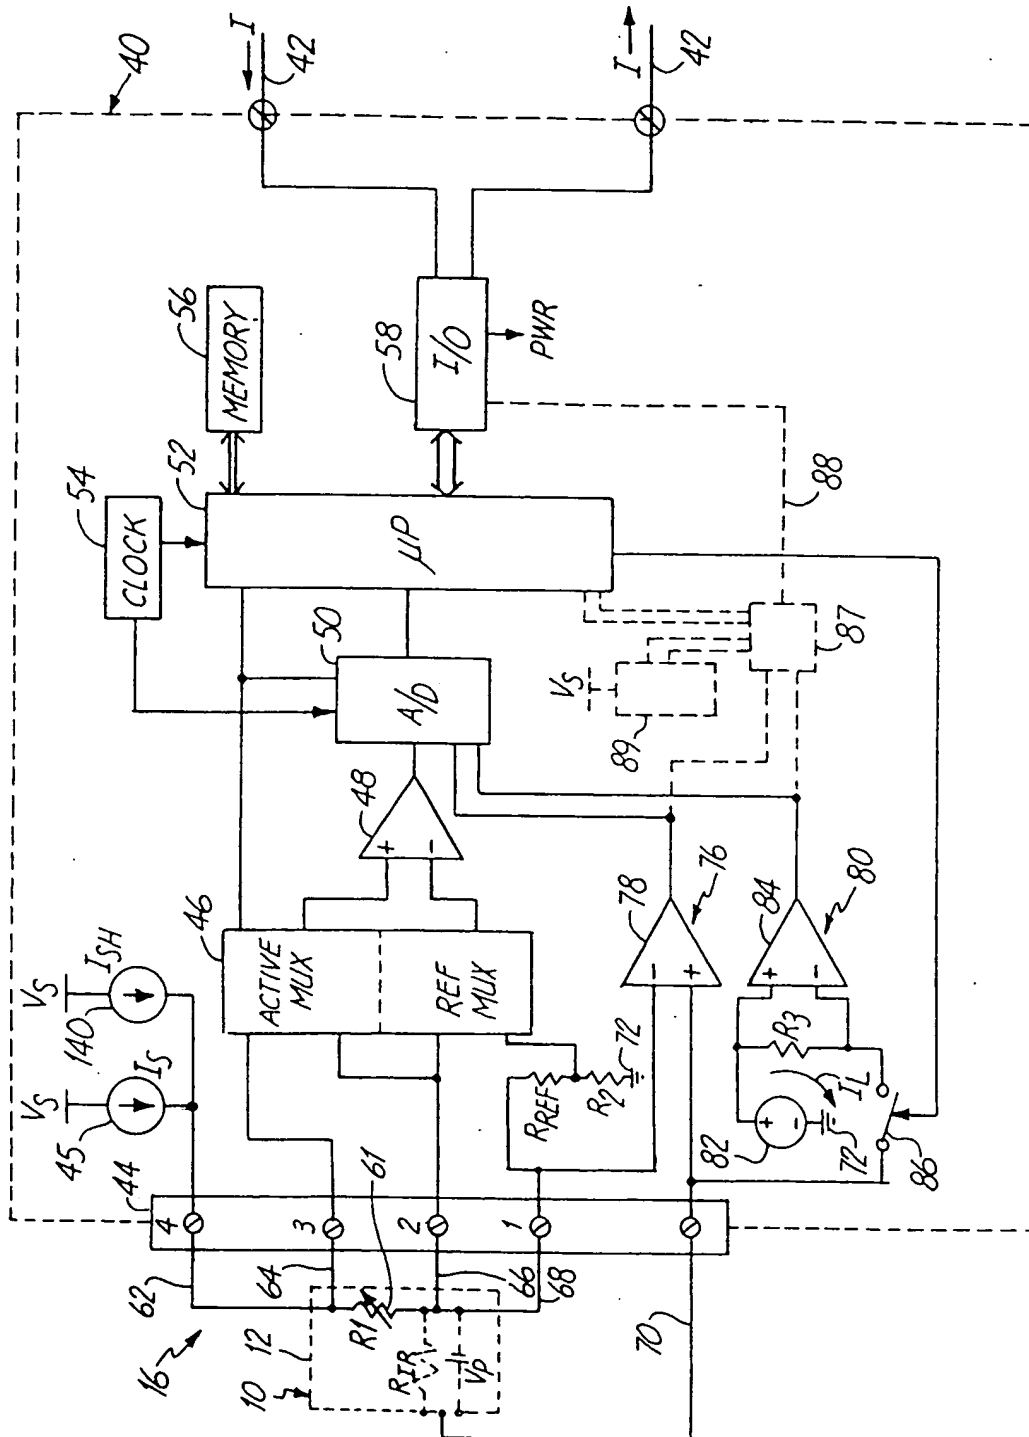 40
I
42
I
42
56
MEMORY
58
I/O
PWR
54
CLOCK
52
μP
88
50
A/D
48
+
-
VS
89
87
46
ACTIVE
MUX
REF
MUX
VS
ISH
140
VS
IS
45
44
78
-
+
76
84
+
-
80
RREF
R2
72
R3
82
+
-
72
IL
86
4
3
2
1
61
62
64
66
68
70
16
10
12
R1
RIR
VP